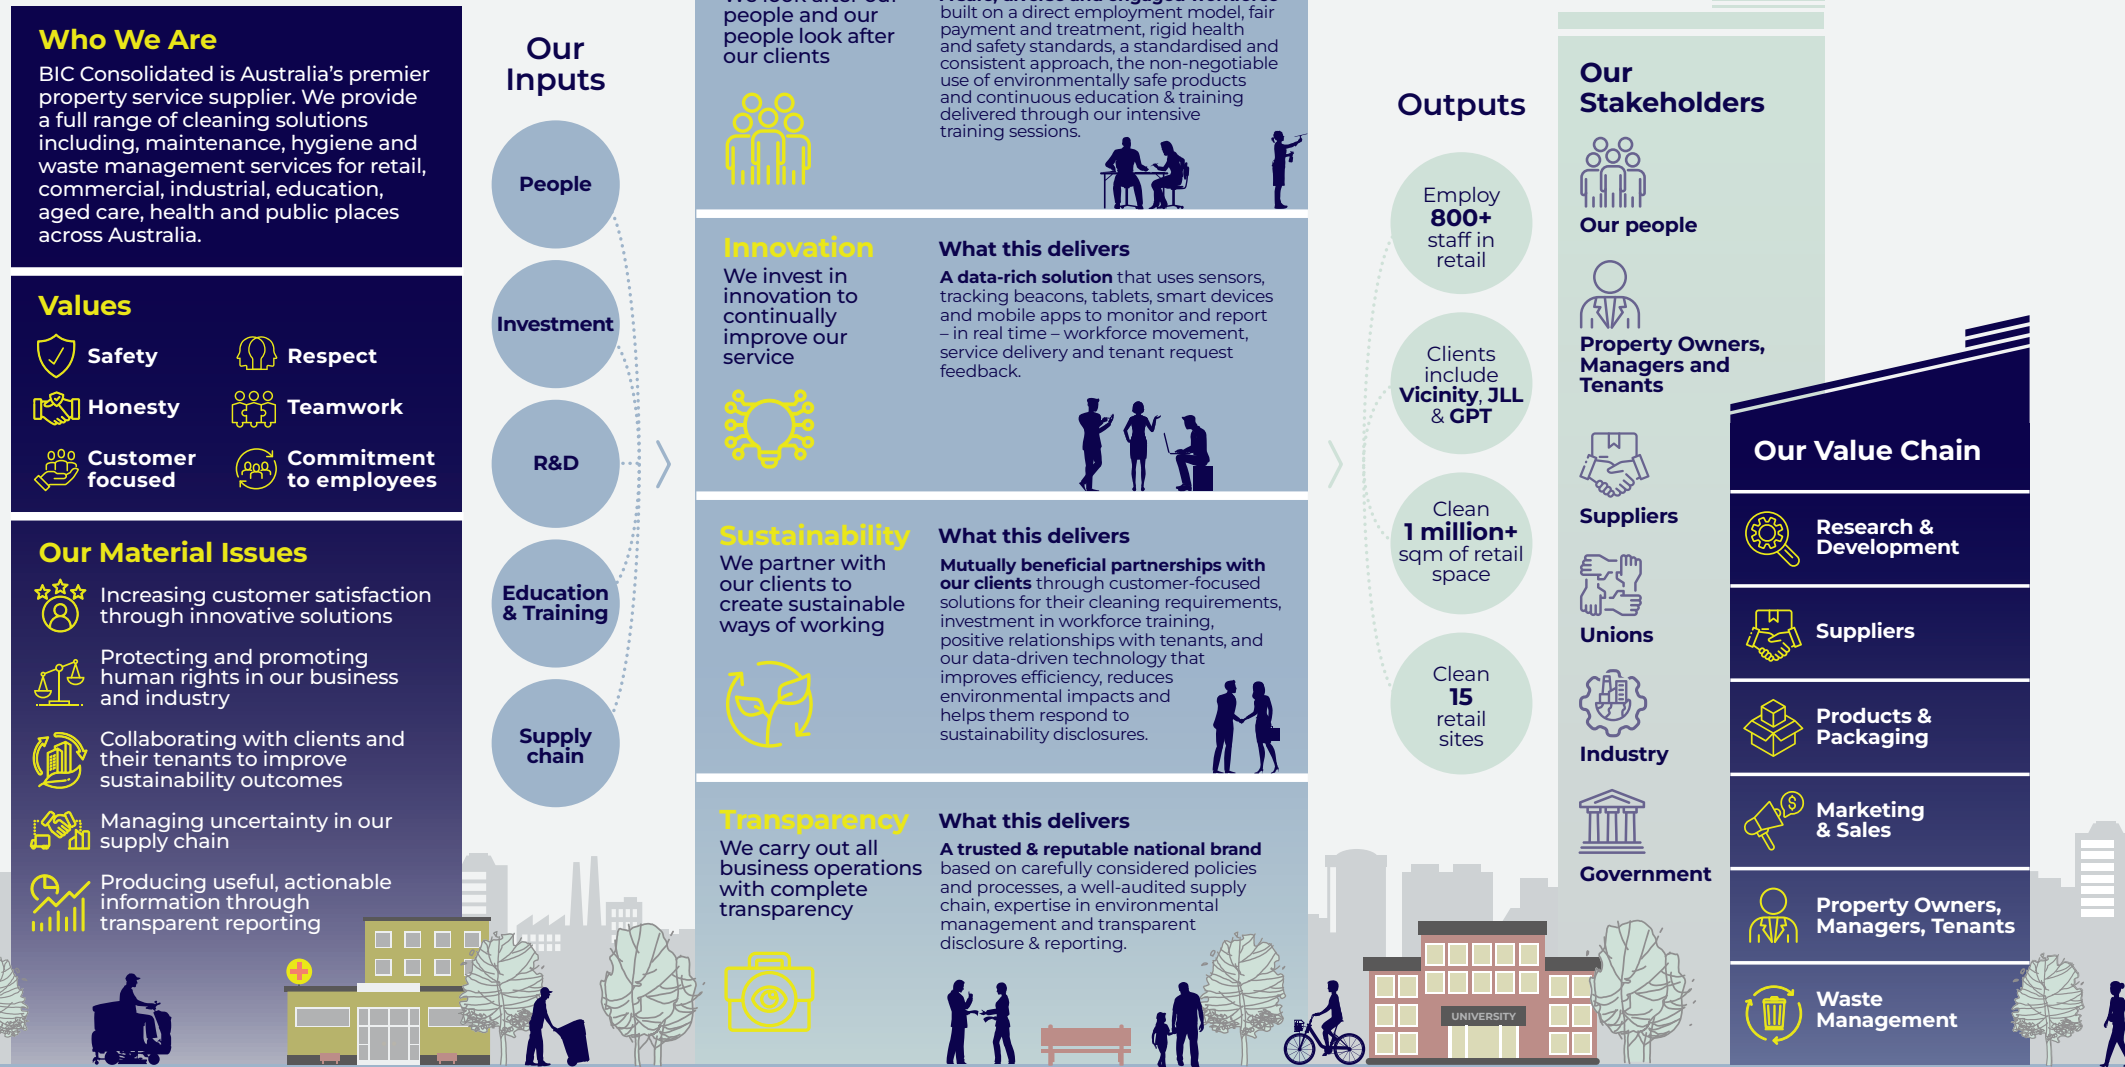 Who We Are
BIC Consolidated is Australia's premier
property service supplier. We provide
a full range of cleaning solutions
including, maintenance, hygiene and
waste management services for retail,
commercial, industrial, education,
aged care, health and public places
across Australia.
Values
Safety
Respect
Honesty
Teamwork
Customer
focused
Commitment
to employees
Our Material Issues
Increasing customer satisfaction
through innovative solutions
Protecting and promoting
human rights in our business
and industry
Collaborating with clients and
their tenants to improve
sustainability outcomes
Managing uncertainty in our
supply chain
Producing useful, actionable
information through
transparent reporting
Our
Inputs
People
Investment
R&D
Education
& Training
Supply
chain
people and our
people look after
our clients
built on a direct employment model, fair
payment and treatment, rigid health
and safety standards, a standardised and
consistent approach, the non-negotiable
use of environmentally safe products
and continuous education & training
delivered through our intensive
training sessions.
Innovation
We invest in
innovation to
continually
improve our
service
What this delivers
A data-rich solution that uses sensors,
tracking beacons, tablets, smart devices
and mobile apps to monitor and report
– in real time – workforce movement,
service delivery and tenant request
feedback.
Sustainability
We partner with
our clients to
create sustainable
ways of working
What this delivers
Mutually beneficial partnerships with
our clients through customer-focused
solutions for their cleaning requirements,
investment in workforce training,
positive relationships with tenants, and
our data-driven technology that
improves efficiency, reduces
environmental impacts and
helps them respond to
sustainability disclosures.
Transparency
We carry out all
business operations
with complete
transparency
What this delivers
A trusted & reputable national brand
based on carefully considered policies
and processes, a well-audited supply
chain, expertise in environmental
management and transparent
disclosure & reporting.
Outputs
Employ
800+
staff in
retail
Clients
include
Vicinity, JLL
& GPT
Clean
1 million+
sqm of retail
space
Clean
15
retail
sites
UNIVERSITY
Our
Stakeholders
Our people
Property Owners,
Managers and
Tenants
Suppliers
Unions
Industry
Government
Our Value Chain
Research &
Development
Suppliers
Products &
Packaging
Marketing
& Sales
Property Owners,
Managers, Tenants
Waste
Management